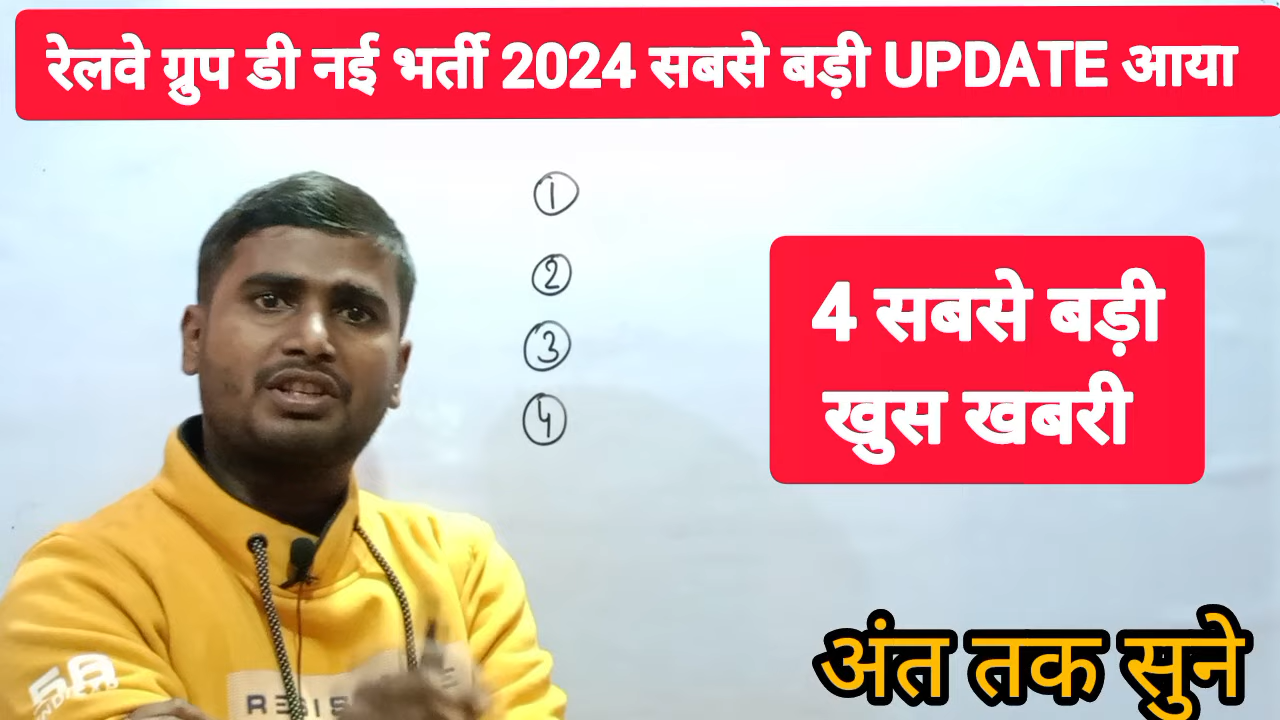 रेलवे ग्रुप डी नई भर्ती 2024 सबसे बड़ी UPDATE आया
1
2
3
4
4 सबसे बड़ी
खुस खबरी
अंत तक सुने